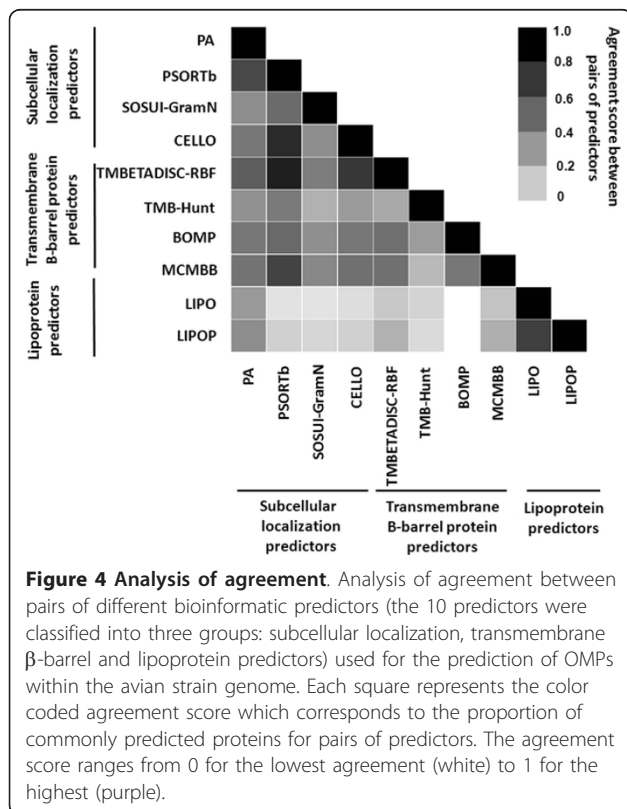 Subcellular
localization
predictors
Transmembrane
B-barrel protein
predictors
Lipoprotein
predictors
PA
PSORTb
SOSUI-GramN
CELLO
TMBETADISC-RBF
TMB-Hunt
BOMP
MCMBB
LIPO
LIPOP
1.0
0.8
0.6
0.4
0.2
0
Agreement score between
pairs of predictors
PA
PSORTb
SOSUI-GramN
CELLO
TMBETADISC-RBF
TMB-Hunt
BOMP
MCMBB
LIPO
LIPOP
Subcellular
localization
predictors
Transmembrane
B-barrel protein
predictors
Lipoprotein
predictors
Figure 4 Analysis of agreement. Analysis of agreement between
pairs of different bioinformatic predictors (the 10 predictors were
classified into three groups: subcellular localization, transmembrane
β-barrel and lipoprotein predictors) used for the prediction of OMPs
within the avian strain genome. Each square represents the color
coded agreement score which corresponds to the proportion of
commonly predicted proteins for pairs of predictors. The agreement
score ranges from 0 for the lowest agreement (white) to 1 for the
highest (purple).